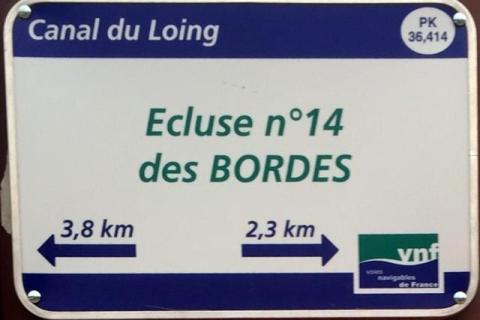 Canal du Loing
PK
36,414
Ecluse n°14
des BORDES
3,8 km
2,3 km
vnf
voies
navigables
de France